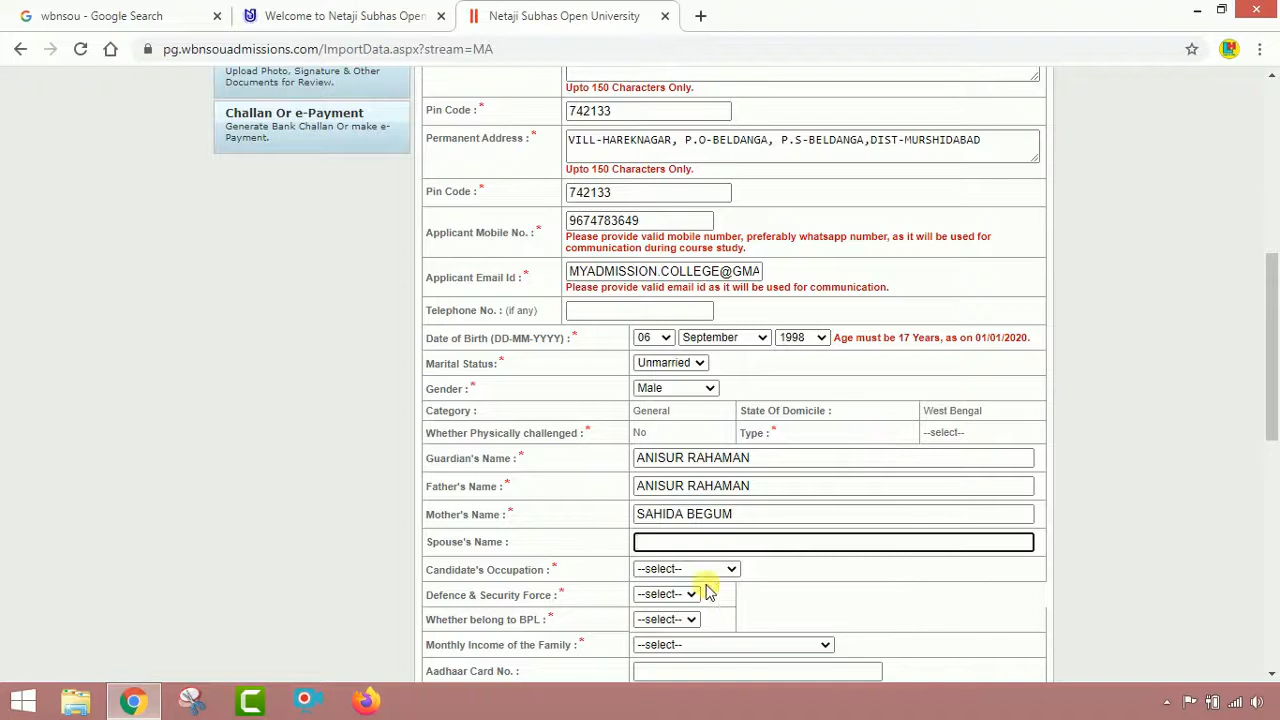 wbnsou - Google Search
Welcome to Netaji Subhas Open
Netaji Subhas Open University
pg.wbnsouadmissions.com/ImportData.aspx?stream=MA
Upload Photo, Signature & Other
Documents for Review.
Challan Or e-Payment
Generate Bank Challan Or make e-
Payment.
Upto 150 Characters Only.
Pin Code : * 742133
Permanent Address : * VILL-HAREKNAGAR, P.O-BELDANGA, P.S-BELDANGA,DIST-MURSHIDABAD
Upto 150 Characters Only.
Pin Code : * 742133
Applicant Mobile No. : * 9674783649
Please provide valid mobile number, preferably whatsapp number, as it will be used for
communication during course study.
Applicant Email Id : * MYADMISSION.COLLEGE@GMA
Please provide valid email id as it will be used for communication.
Telephone No. : (if any)
Date of Birth (DD-MM-YYYY) : * 06 September 1998 Age must be 17 Years, as on 01/01/2020.
Marital Status: * Unmarried
Gender : * Male
Category : General State Of Domicile : West Bengal
Whether Physically challenged : * No Type : * --select--
Guardian's Name : * ANISUR RAHAMAN
Father's Name : * ANISUR RAHAMAN
Mother's Name : * SAHIDA BEGUM
Spouse's Name :
Candidate's Occupation : * --select--
Defence & Security Force : * --select--
Whether belong to BPL : * --select--
Monthly Income of the Family : * --select--
Aadhaar Card No. :